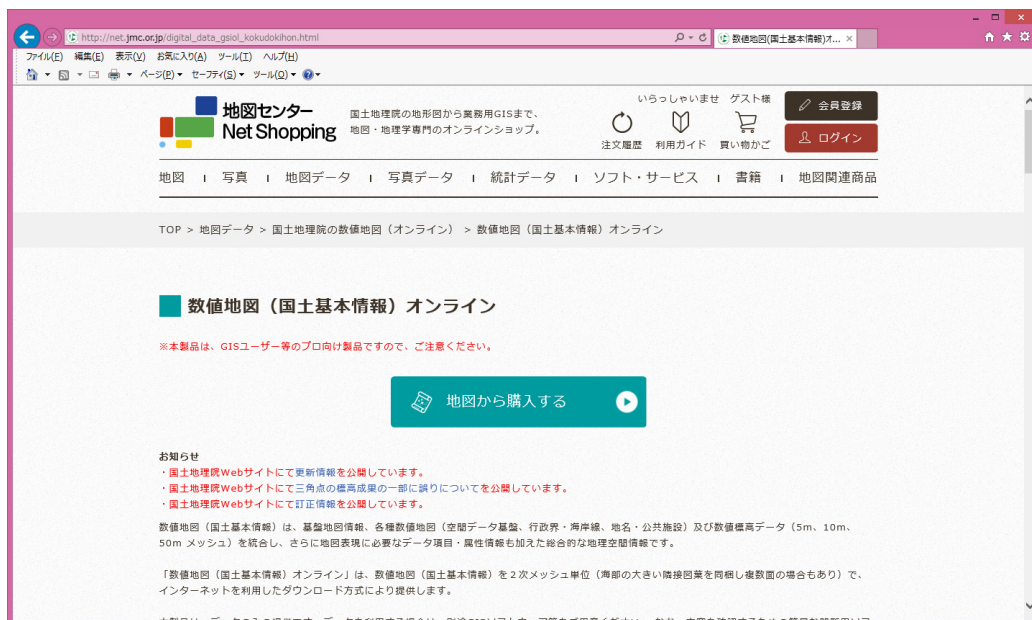 http://net.jmc.or.jp/digital_data_gsiol_kokudokihon.html
数値地図(国土基本情報)オ...
ファイル(F) 編集(E) 表示(V) お気に入り(A) ツール(T) ヘルプ(H)
ページ(P) セーフティ(S) ツール(O)
地図センター
Net Shopping
国土地理院の地形図から業務用GISまで、
地図・地理学専門のオンラインショップ。
いらっしゃいませ ゲスト様
注文履歴 利用ガイド 買い物かご
会員登録
ログイン
地図 | 写真 | 地図データ | 写真データ | 統計データ | ソフト・サービス | 書籍 | 地図関連商品
TOP > 地図データ > 国土地理院の数値地図（オンライン） > 数値地図（国土基本情報）オンライン
数値地図（国土基本情報）オンライン
※本製品は、GISユーザー等のプロ向け製品ですので、ご注意ください。
地図から購入する
お知らせ
・国土地理院Webサイトにて更新情報を公開しています。
・国土地理院Webサイトにて三角点の標高成果の一部に誤りについてを公開しています。
・国土地理院Webサイトにて訂正情報を公開しています。
数値地図（国土基本情報）は、基盤地図情報、各種数値地図（空間データ基盤、行政界・海岸線、地名・公共施設）及び数値標高データ（5m、10m、
50m メッシュ）を統合し、さらに地図表現に必要なデータ項目・属性情報も加えた総合的な地理空間情報です。
「数値地図（国土基本情報）オンライン」は、数値地図（国土基本情報）を２次メッシュ単位（海部の大きい隣接図葉を同梱し複数面の場合もあり）で、
インターネットを利用したダウンロード方式により提供します。